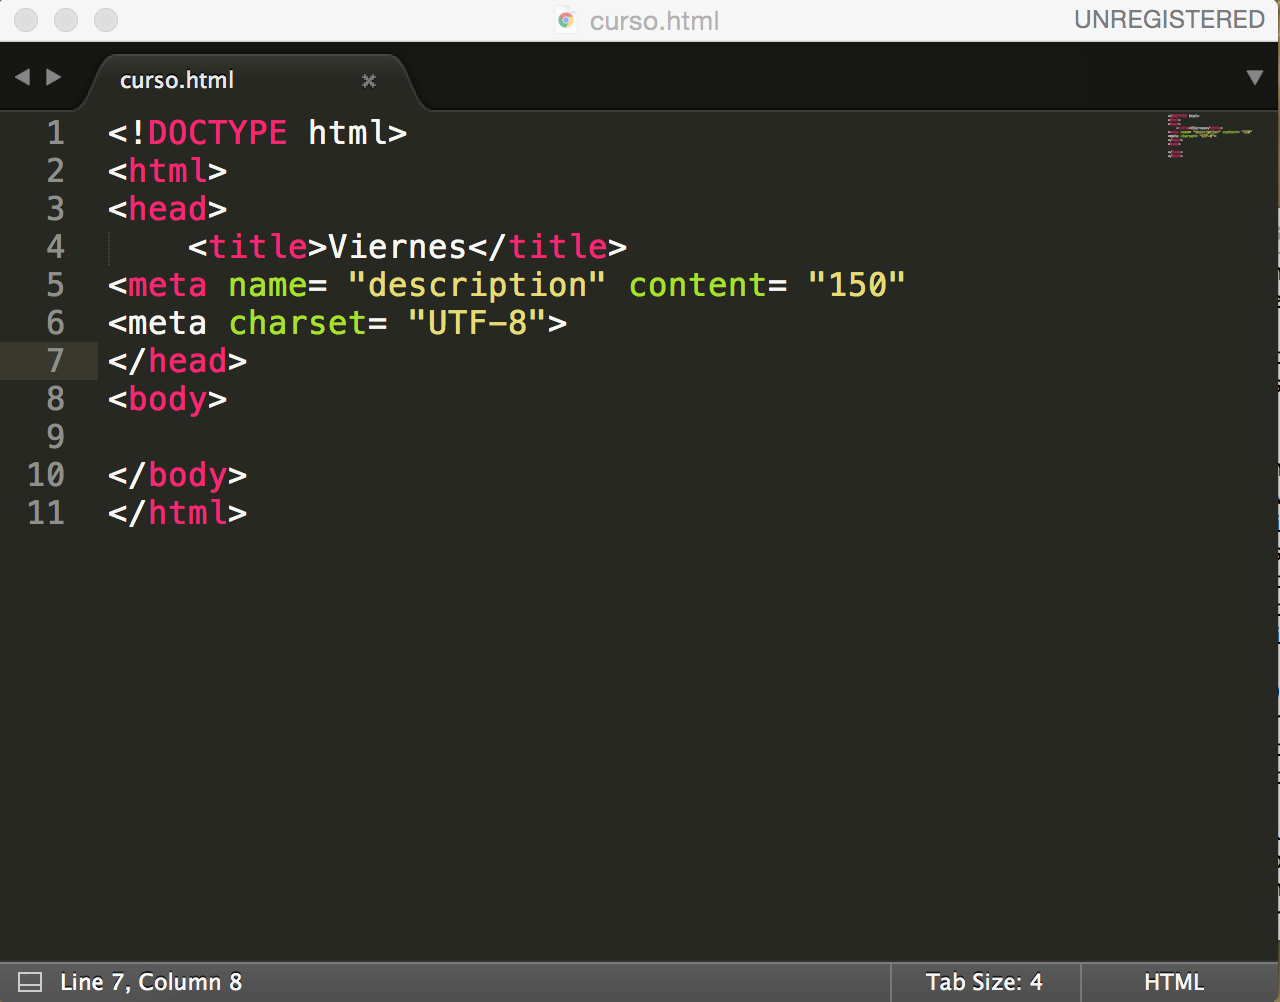 curso.html
UNREGISTERED
curso.html
1 <!DOCTYPE html>
2 <html>
3 <head>
4     <title>Viernes</title>
5 <meta name= "description" content= "150"
6 <meta charset= "UTF-8">
7 </head>
8 <body>
9
10 </body>
11 </html>
Line 7, Column 8
Tab Size: 4
HTML